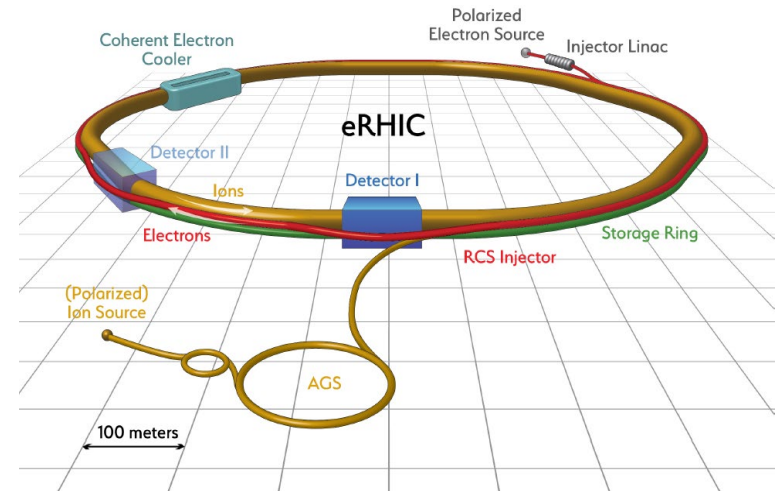 Polarized
Electron Source
Injector Linac
Coherent Electron
Cooler
eRHIC
Detector II
Detector I
Ions
Electrons
Storage Ring
RCS Injector
(Polarized)
Ion Source
AGS
100 meters